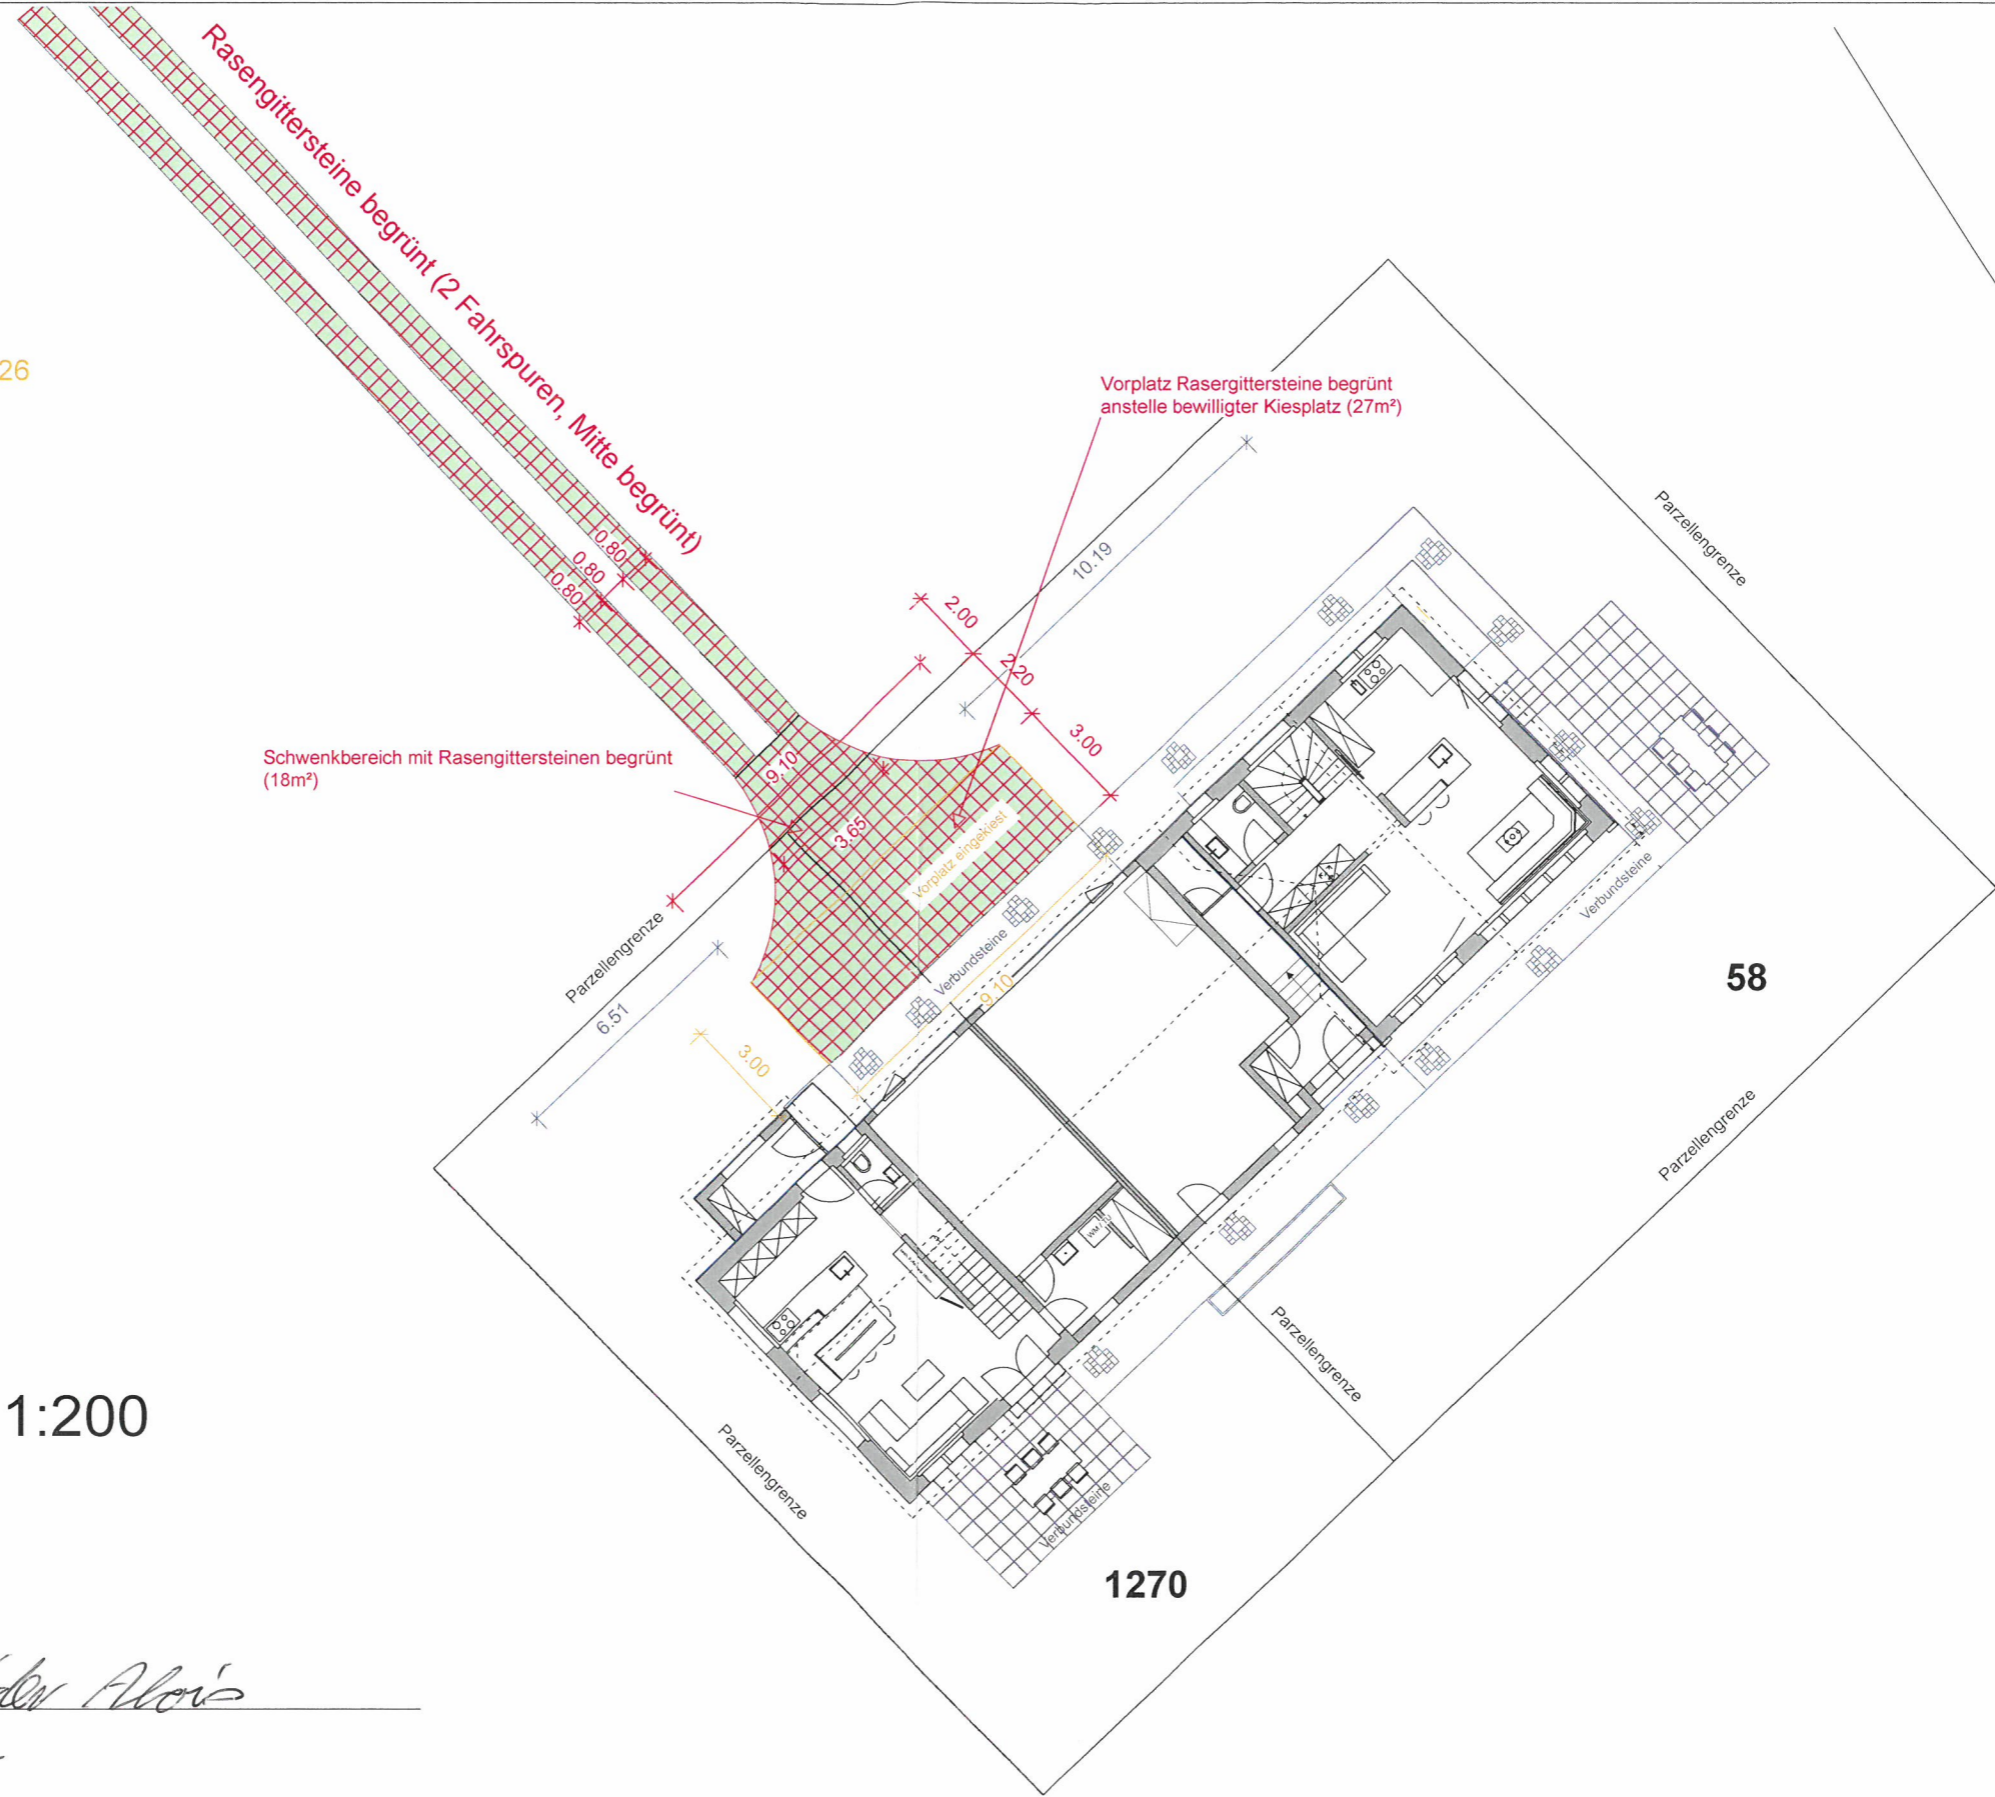 Rasengittersteine begrünt (2 Fahrspuren, Mitte begrünt)
26
Vorplatz Rasergittersteine begrünt
anstelle bewilligter Kiesplatz (27m²)
Parzellengrenze
10.19
0.80
0.80
0.80
2.00
2.20
3.00
Schwenkbereich mit Rasengittersteinen begrünt
(18m²)
9.10
3.65
Vorplatz eingekiest
Verbundsteine
Parzellengrenze
Verbundsteine
9.10
58
6.51
3.00
Parzellengrenze
WM / TU
Parzellengrenze
1:200
Parzellengrenze
Verbundsteine
1270
Alois